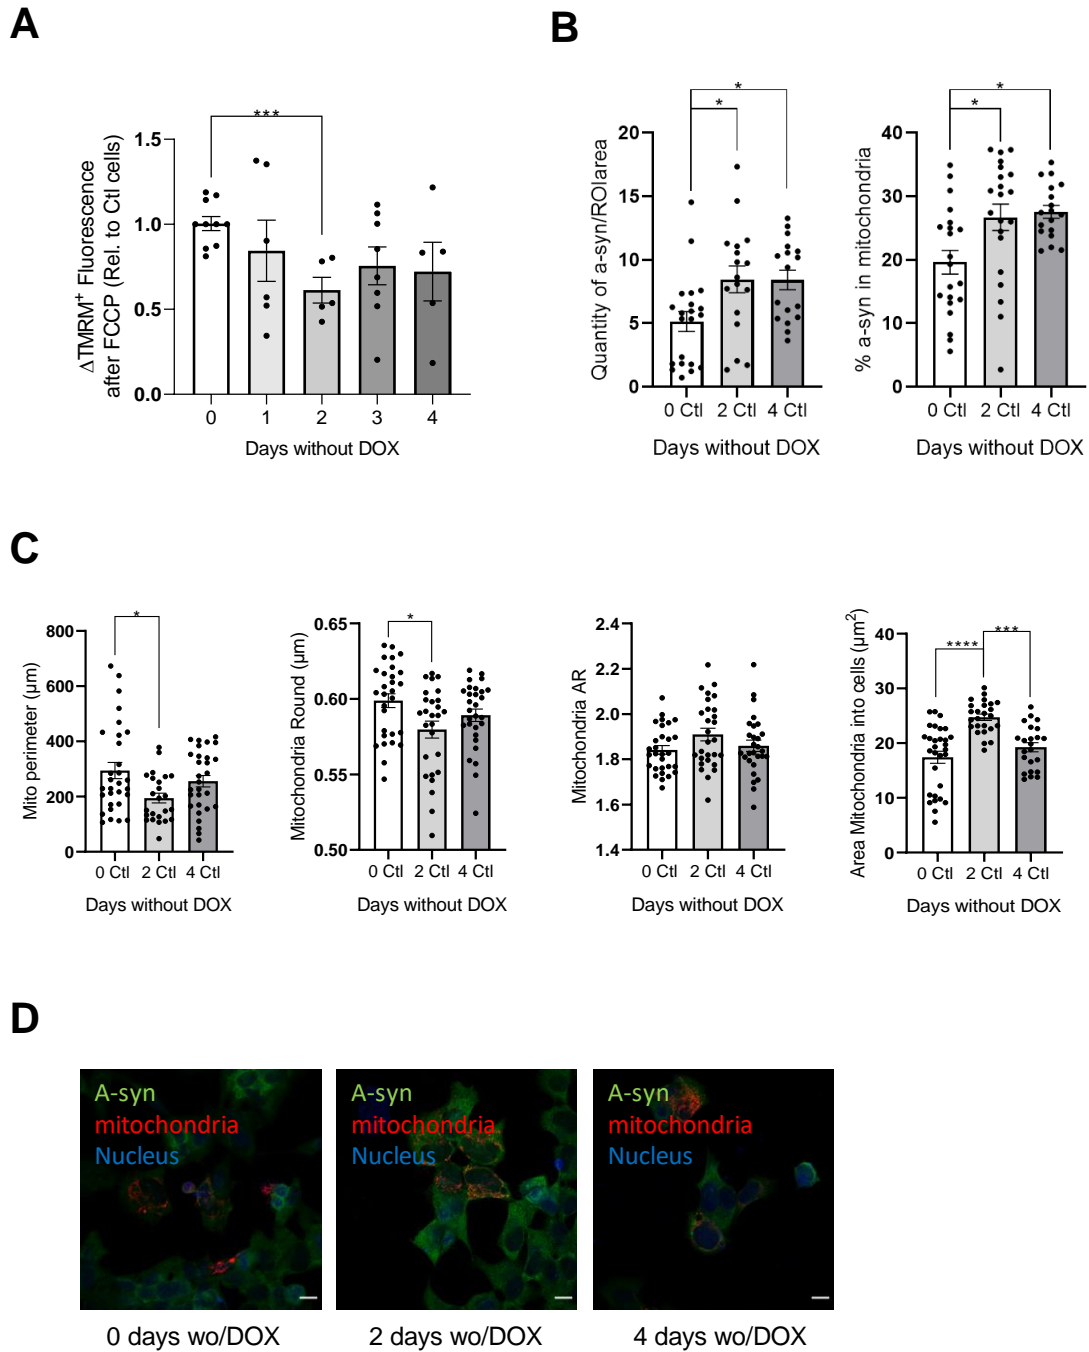 A
***
ΔTMRM⁺ Fluorescence
after FCCP (Rel. to Ctl cells)
1.5
1.0
0.5
0.0
0 1 2 3 4
Days without DOX
B
*
*
Quantity of a-syn/ROIarea
20
15
10
5
0
0 Ctl 2 Ctl 4 Ctl
Days without DOX
*
*
% a-syn in mitochondria
40
30
20
10
0
0 Ctl 2 Ctl 4 Ctl
Days without DOX
C
*
Mito perimeter (μm)
800
600
400
200
0
0 Ctl 2 Ctl 4 Ctl
Days without DOX
*
Mitochondria Round (μm)
0.65
0.60
0.55
0.50
0 Ctl 2 Ctl 4 Ctl
Days without DOX
Mitochondria AR
2.4
2.2
2.0
1.8
1.6
1.4
0 Ctl 2 Ctl 4 Ctl
Days without DOX
***
****
Area Mitochondria into cells (μm²)
40
30
20
10
0
0 Ctl 2 Ctl 4 Ctl
Days without DOX
D
A-syn
mitochondria
Nucleus
0 days wo/DOX
A-syn
mitochondria
Nucleus
2 days wo/DOX
A-syn
mitochondria
Nucleus
4 days wo/DOX